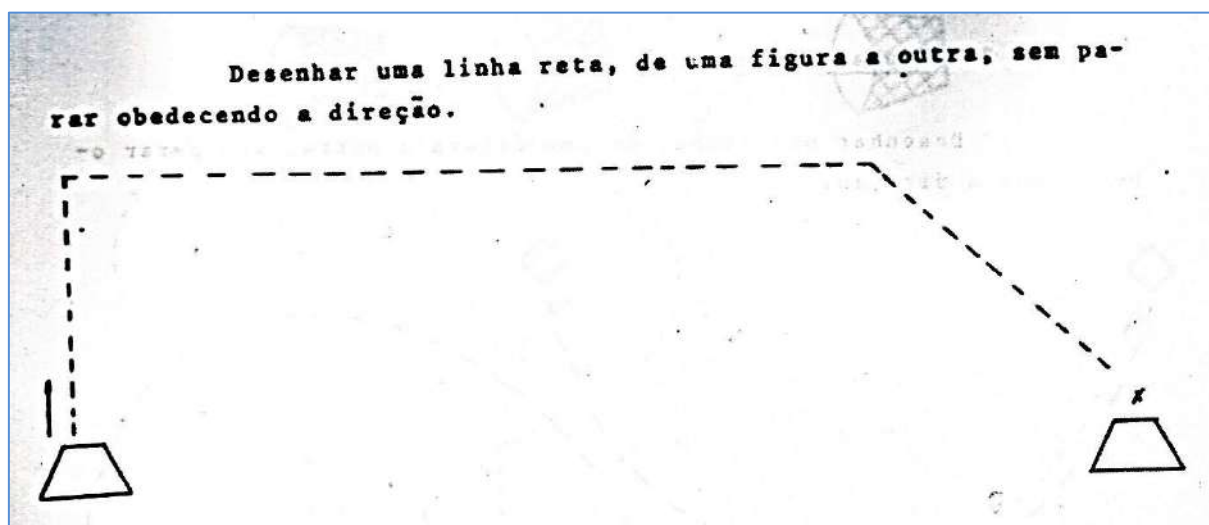 Desenhar uma linha reta, de uma figura a outra, sem pa-
rar obedecendo a direção.